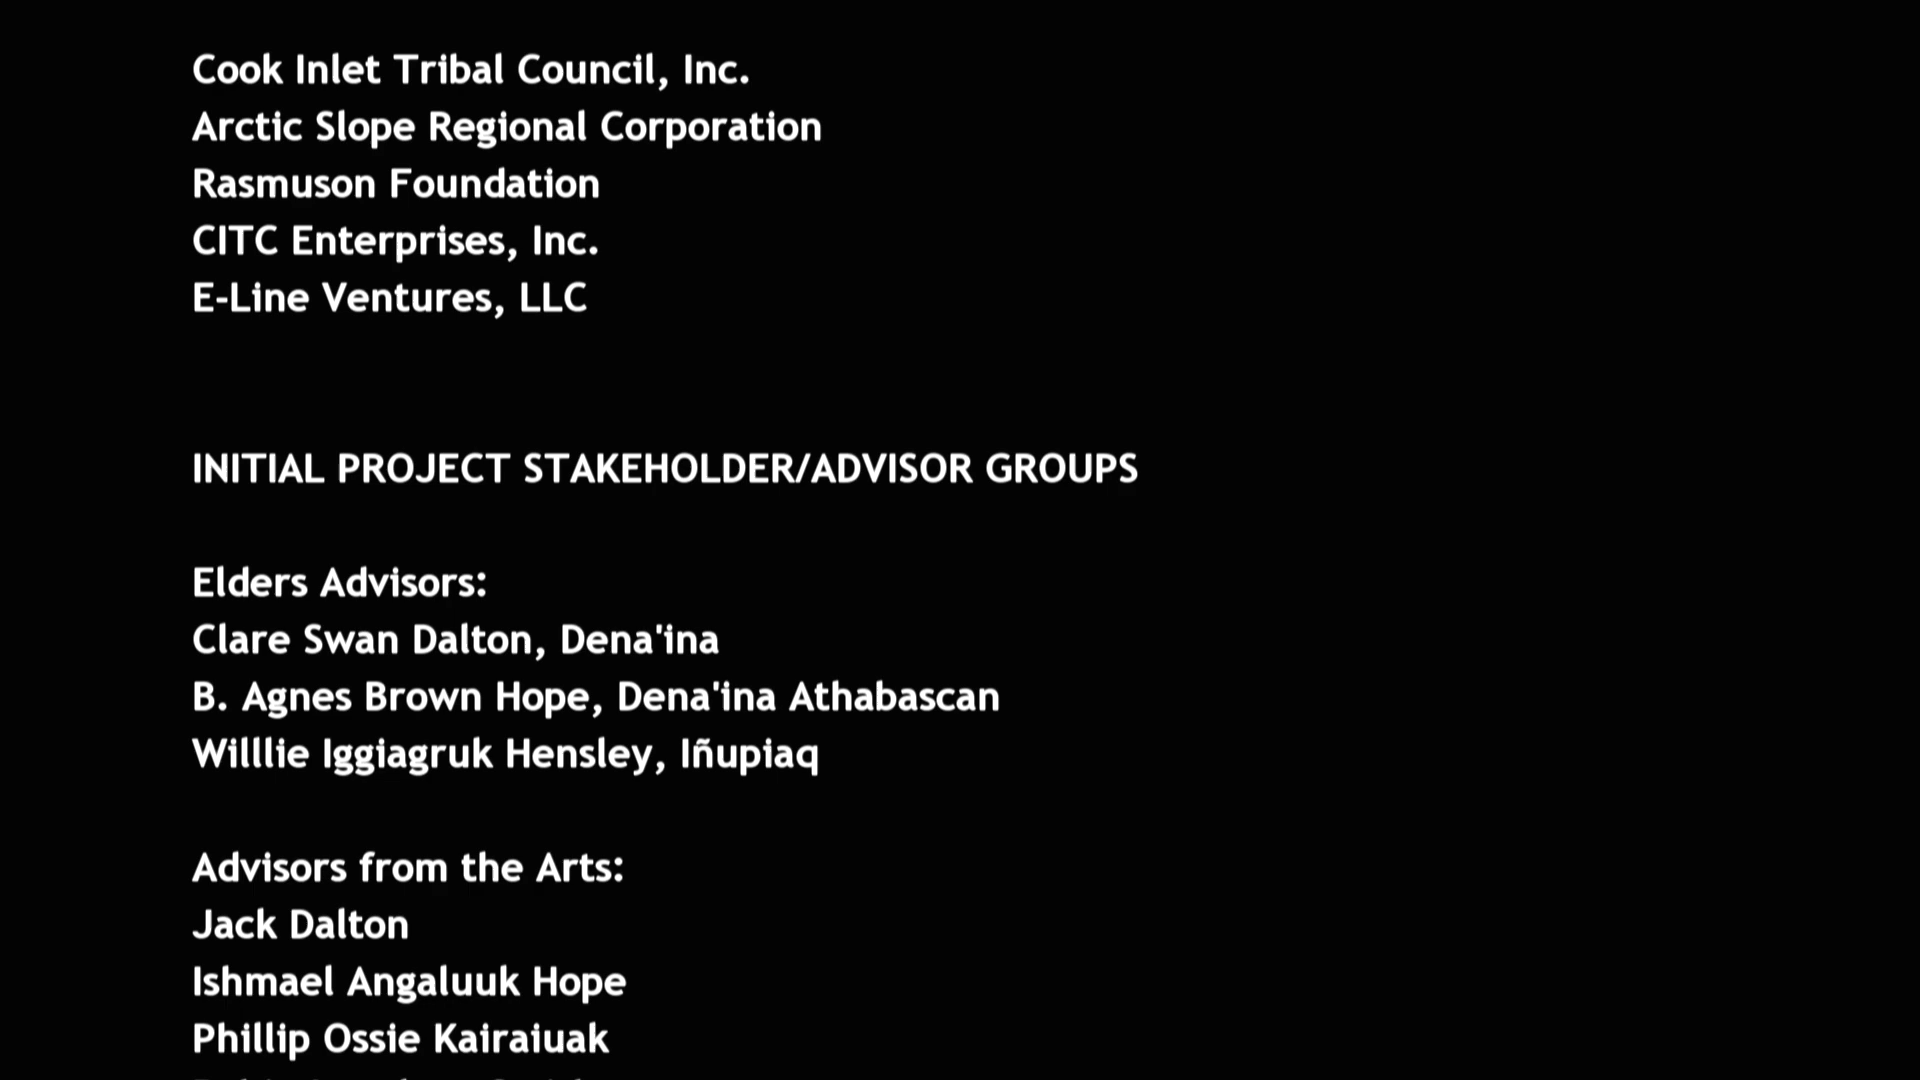 Cook Inlet Tribal Council, Inc.
Arctic Slope Regional Corporation
Rasmuson Foundation
CITC Enterprises, Inc.
E-Line Ventures, LLC
INITIAL PROJECT STAKEHOLDER/ADVISOR GROUPS
Elders Advisors:
Clare Swan Dalton, Dena'ina
B. Agnes Brown Hope, Dena'ina Athabascan
Willlie Iggiagruk Hensley, Iñupiaq
Advisors from the Arts:
Jack Dalton
Ishmael Angaluuk Hope
Phillip Ossie Kairaiuak